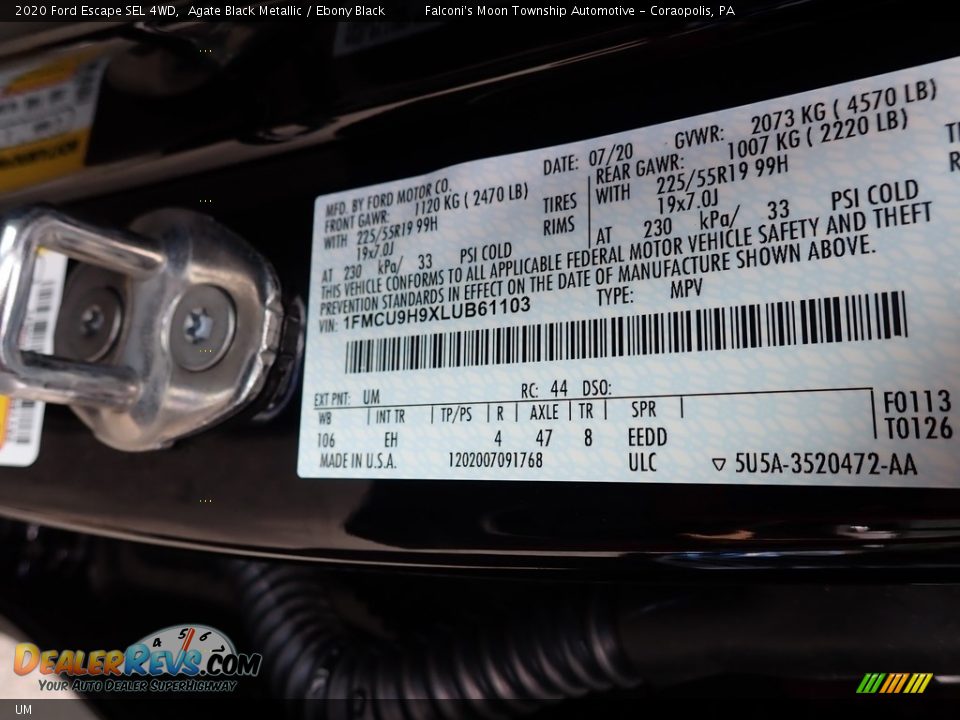 2020 Ford Escape SEL 4WD, Agate Black Metallic / Ebony Black Falconi's Moon Township Automotive - Coraopolis, PA
MFD. BY FORD MOTOR CO. DATE: 07/20 GVWR: 2073 KG ( 4570 LB)
FRONT GAWR: 1120 KG ( 2470 LB) REAR GAWR: 1007 KG ( 2220 LB)
WITH 225/55R19 99H TIRES WITH 225/55R19 99H
19x7.0J RIMS 19x7.0J
AT 230 kPa/ 33 PSI COLD AT 230 kPa/ 33 PSI COLD
THIS VEHICLE CONFORMS TO ALL APPLICABLE FEDERAL MOTOR VEHICLE SAFETY AND THEFT
PREVENTION STANDARDS IN EFFECT ON THE DATE OF MANUFACTURE SHOWN ABOVE.
VIN: 1FMCU9H9XLUB61103 TYPE: MPV
EXT PNT: UM RC: 44 DSO:
WB INT TR TP/PS R AXLE TR SPR F0113
106 EH 4 47 8 EEDD T0126
MADE IN U.S.A. 1202007091768 ULC ▽ 5U5A-3520472-AA
4 5 6
DealerRevs.com
Your Auto Dealer SuperHighway
UM